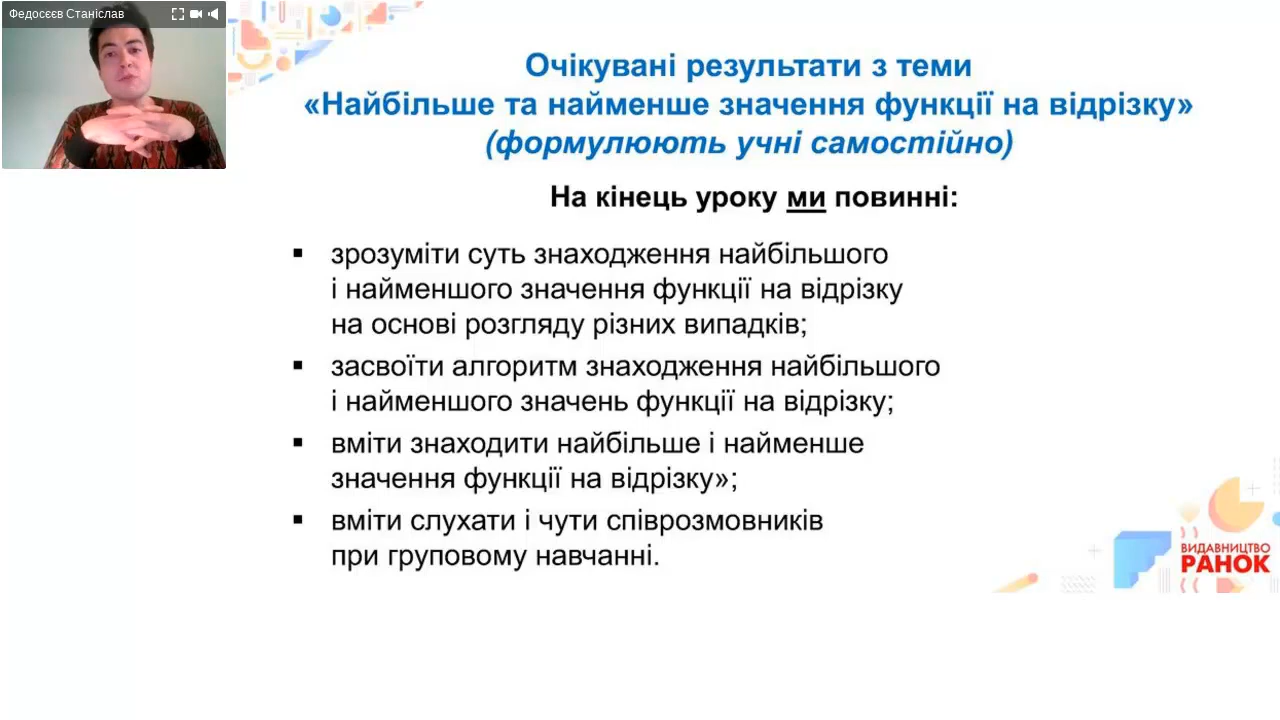 Федосєєв Станіслав
Очікувані результати з теми
«Найбільше та найменше значення функції на відрізку»
(формулюють учні самостійно)
На кінець уроку ми повинні:
зрозуміти суть знаходження найбільшого
і найменшого значення функції на відрізку
на основі розгляду різних випадків;
засвоїти алгоритм знаходження найбільшого
і найменшого значень функції на відрізку;
вміти знаходити найбільше і найменше
значення функції на відрізку»;
вміти слухати і чути співрозмовників
при груповому навчанні.
ВИДАВНИЦТВО
РАНОК